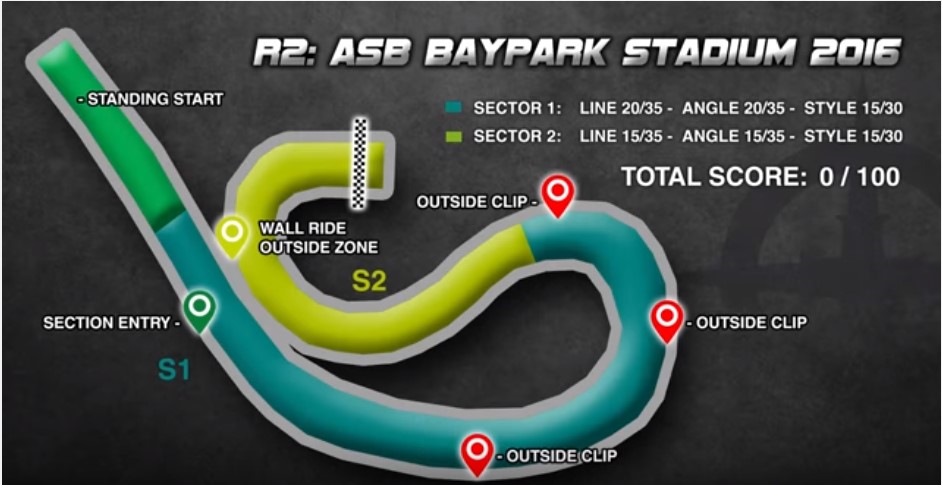 R2: ASB BAYPARK STADIUM 2016
- STANDING START
SECTOR 1: LINE 20/35 - ANGLE 20/35 - STYLE 15/30
SECTOR 2: LINE 15/35 - ANGLE 15/35 - STYLE 15/30
TOTAL SCORE: 0 / 100
OUTSIDE CLIP -
WALL RIDE
OUTSIDE ZONE
S2
SECTION ENTRY -
- OUTSIDE CLIP
S1
- OUTSIDE CLIP